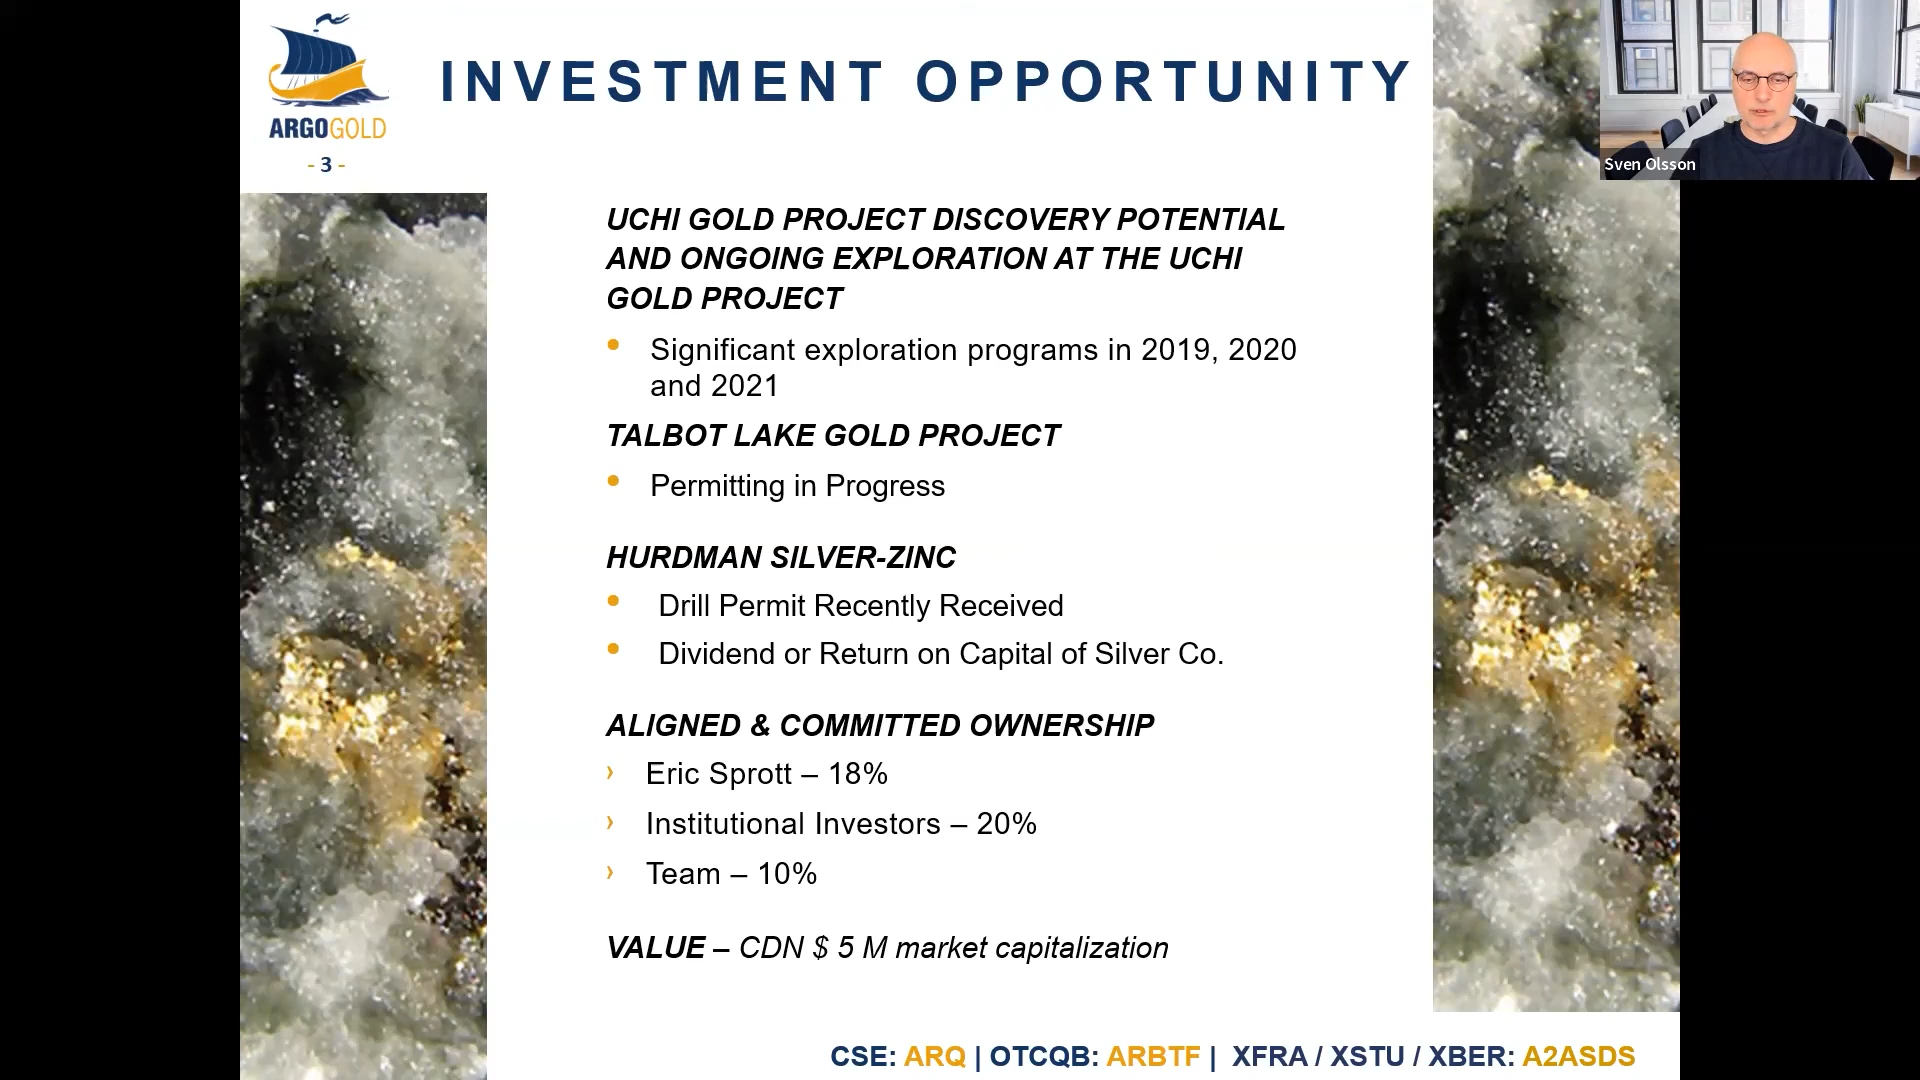 INVESTMENT OPPORTUNITY
ARGOGOLD
- 3 -
Sven Olsson
UCHI GOLD PROJECT DISCOVERY POTENTIAL
AND ONGOING EXPLORATION AT THE UCHI
GOLD PROJECT
• Significant exploration programs in 2019, 2020
and 2021
TALBOT LAKE GOLD PROJECT
• Permitting in Progress
HURDMAN SILVER-ZINC
• Drill Permit Recently Received
• Dividend or Return on Capital of Silver Co.
ALIGNED & COMMITTED OWNERSHIP
› Eric Sprott – 18%
› Institutional Investors – 20%
› Team – 10%
VALUE – CDN $ 5 M market capitalization
CSE: ARQ | OTCQB: ARBTF | XFRA / XSTU / XBER: A2ASDS